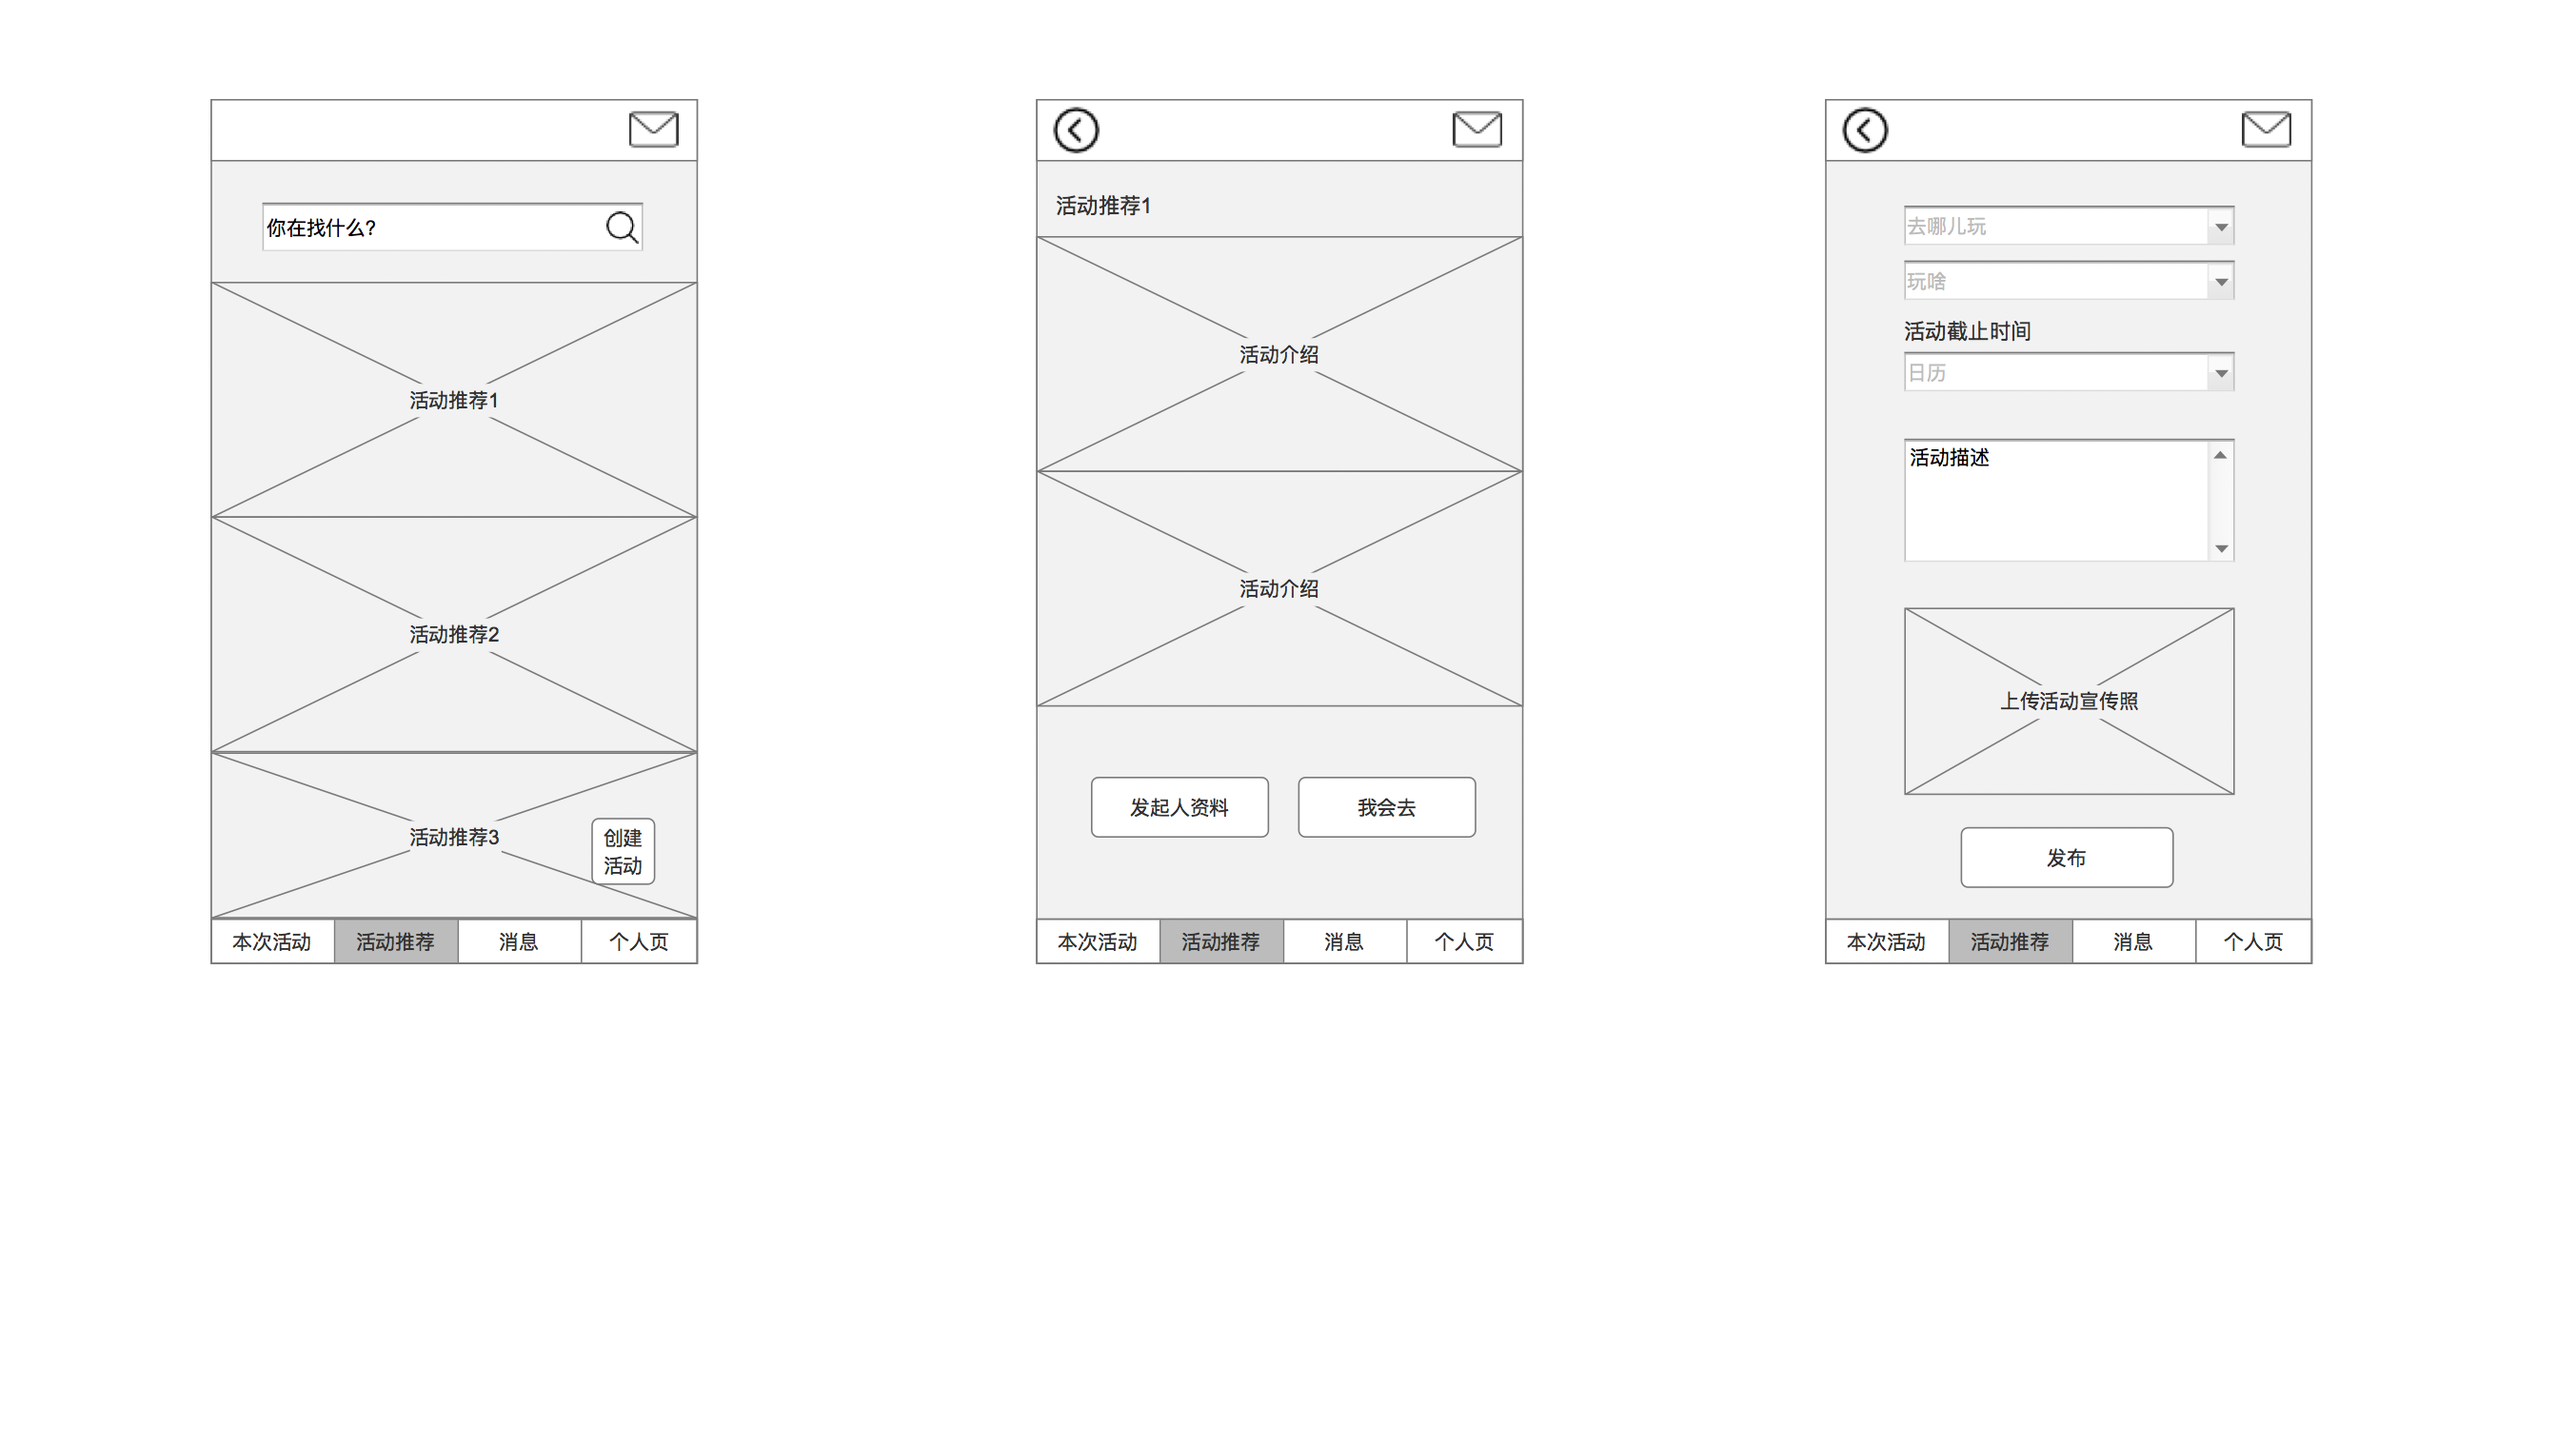 你在找什么?
活动推荐1
活动推荐2
活动推荐3
创建
活动
本次活动 活动推荐 消息 个人页
活动推荐1
活动介绍
活动介绍
发起人资料 我会去
本次活动 活动推荐 消息 个人页
去哪儿玩
玩啥
活动截止时间
日历
活动描述
上传活动宣传照
发布
本次活动 活动推荐 消息 个人页